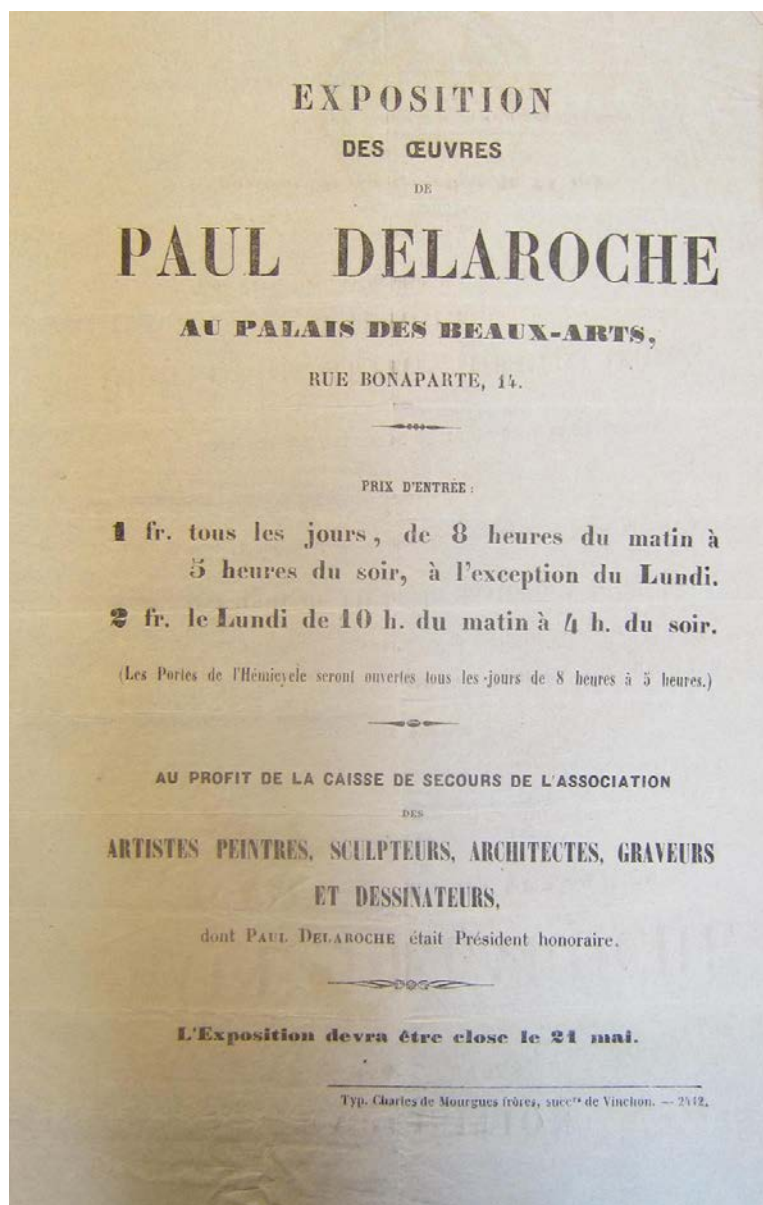 EXPOSITION
DES ŒUVRES
DE
PAUL DELAROCHE
AU PALAIS DES BEAUX-ARTS,
RUE BONAPARTE, 14.
PRIX D'ENTRÉE :
1 fr. tous les jours, de 8 heures du matin à
5 heures du soir, à l'exception du Lundi.
2 fr. le Lundi de 10 h. du matin à 4 h. du soir.
(Les Portes de l'Hémicycle seront ouvertes tous les jours de 8 heures à 5 heures.)
AU PROFIT DE LA CAISSE DE SECOURS DE L'ASSOCIATION
DES
ARTISTES PEINTRES, SCULPTEURS, ARCHITECTES, GRAVEURS
ET DESSINATEURS,
dont PAUL DELAROCHE était Président honoraire.
L'Exposition devra être close le 21 mai.
Typ. Charles de Mourgues frères, succrs de Vinchon. — 2442.